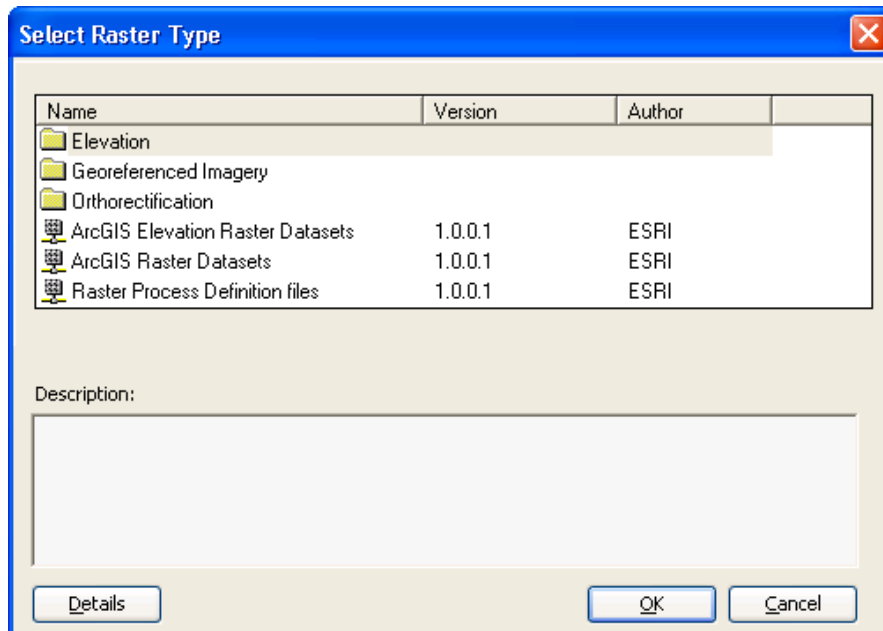 Select Raster Type
Name Version Author
Elevation
Georeferenced Imagery
Orthorectification
ArcGIS Elevation Raster Datasets 1.0.0.1 ESRI
ArcGIS Raster Datasets 1.0.0.1 ESRI
Raster Process Definition files 1.0.0.1 ESRI
Description:
Details OK Cancel